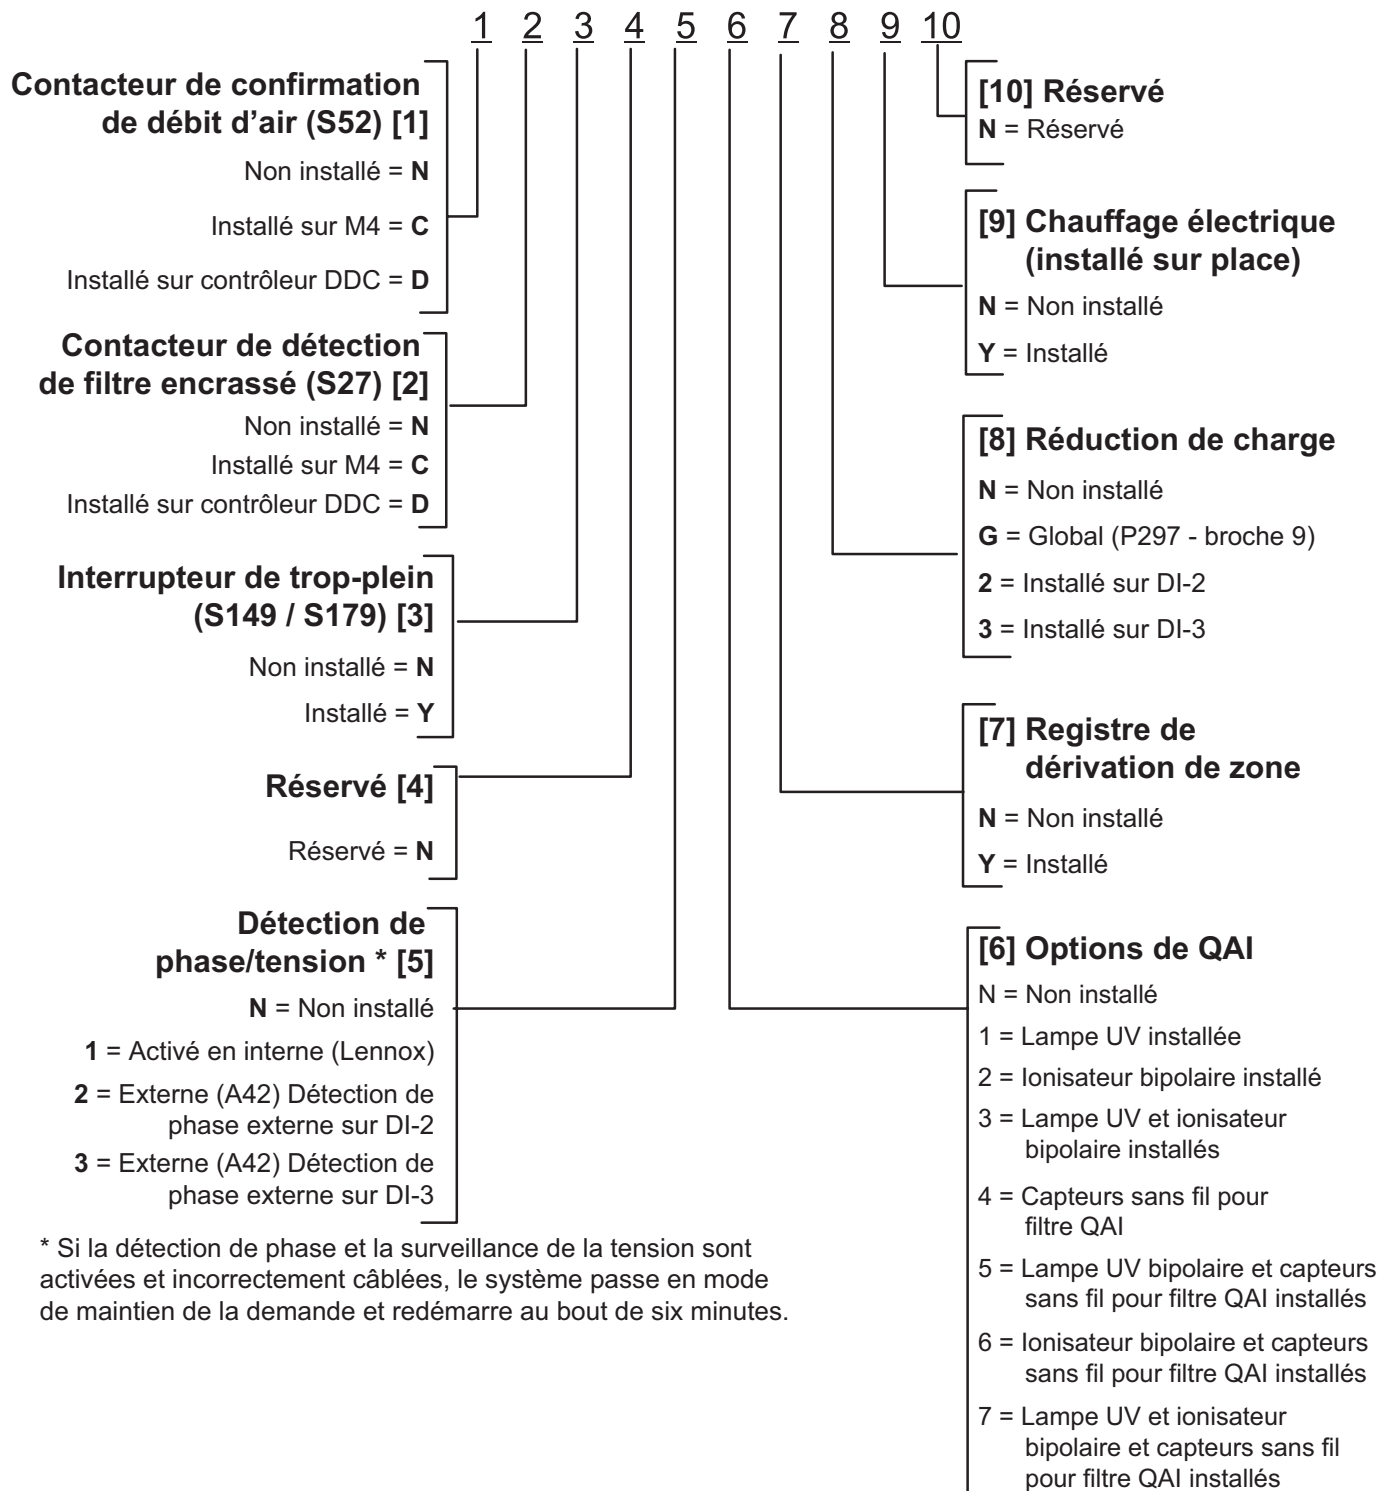 1 2 3 4 5 6 7 8 9 10
Contacteur de confirmation
de débit d'air (S52) [1]
Non installé = N
Installé sur M4 = C
Installé sur contrôleur DDC = D
Contacteur de détection
de filtre encrassé (S27) [2]
Non installé = N
Installé sur M4 = C
Installé sur contrôleur DDC = D
Interrupteur de trop-plein
(S149 / S179) [3]
Non installé = N
Installé = Y
Réservé [4]
Réservé = N
Détection de
phase/tension * [5]
N = Non installé
1 = Activé en interne (Lennox)
2 = Externe (A42) Détection de
phase externe sur DI-2
3 = Externe (A42) Détection de
phase externe sur DI-3
* Si la détection de phase et la surveillance de la tension sont
activées et incorrectement câblées, le système passe en mode
de maintien de la demande et redémarre au bout de six minutes.
[10] Réservé
N = Réservé
[9] Chauffage électrique
(installé sur place)
N = Non installé
Y = Installé
[8] Réduction de charge
N = Non installé
G = Global (P297 - broche 9)
2 = Installé sur DI-2
3 = Installé sur DI-3
[7] Registre de
dérivation de zone
N = Non installé
Y = Installé
[6] Options de QAI
N = Non installé
1 = Lampe UV installée
2 = Ionisateur bipolaire installé
3 = Lampe UV et ionisateur
bipolaire installés
4 = Capteurs sans fil pour
filtre QAI
5 = Lampe UV bipolaire et capteurs
sans fil pour filtre QAI installés
6 = Ionisateur bipolaire et capteurs
sans fil pour filtre QAI installés
7 = Lampe UV et ionisateur
bipolaire et capteurs sans fil
pour filtre QAI installés